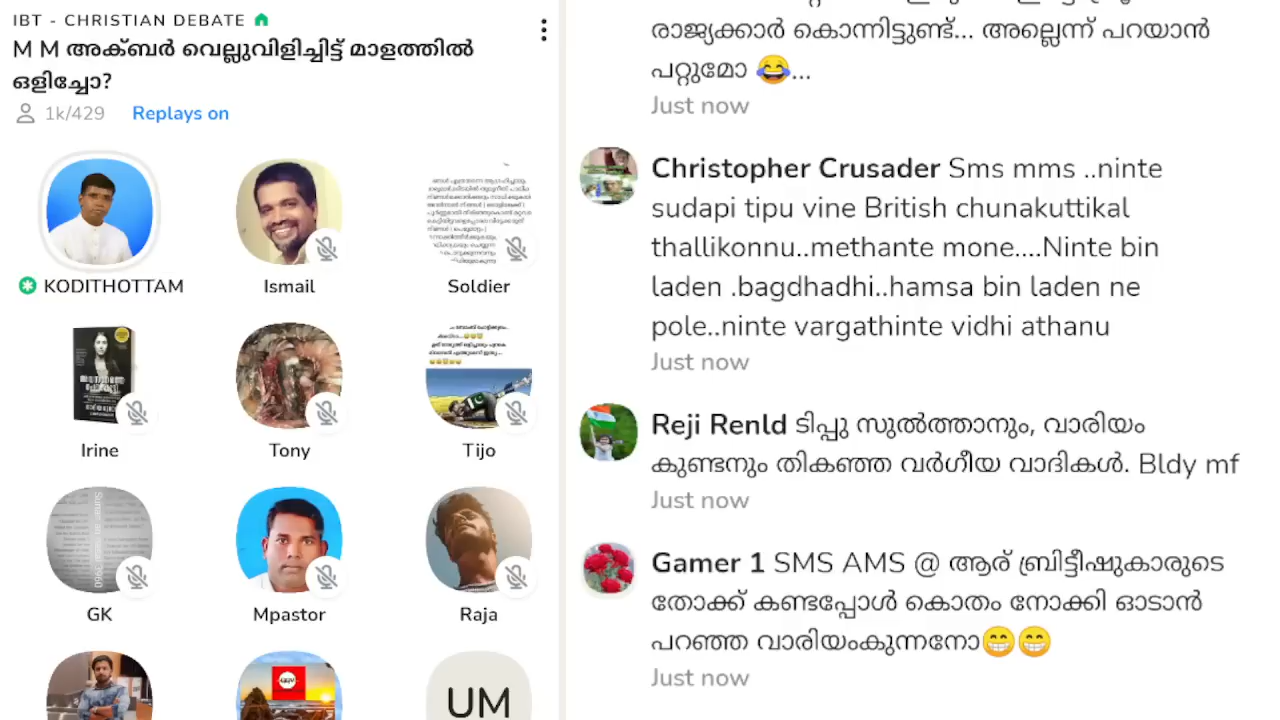 IBT - CHRISTIAN DEBATE
M M അക്ബർ വെല്ലുവിളിച്ചിട്ട് മാളത്തിൽ
ഒളിച്ചോ?
1k/429 Replays on
KODITHOTTAM
Ismail
Soldier
Irine
Tony
Tijo
GK
Mpastor
Raja
UM
രാജ്യക്കാർ കൊന്നിട്ടുണ്ട്... അല്ലെന്ന് പറയാൻ
പറ്റുമോ 😂...
Just now
Christopher Crusader Sms mms ..ninte
sudapi tipu vine British chunakuttikal
thallikonnu..methante mone....Ninte bin
laden .bagdhadhi..hamsa bin laden ne
pole..ninte vargathinte vidhi athanu
Just now
Reji Renld ടിപ്പു സുൽത്താനും, വാരിയം
കുണ്ടനും തികഞ്ഞ വർഗീയ വാദികൾ. Bldy mf
Just now
Gamer 1 SMS AMS @ ആര് ബ്രിട്ടീഷുകാരുടെ
തോക്ക് കണ്ടപ്പോൾ കൊതം നോക്കി ഓടാൻ
പറഞ്ഞ വാരിയംകുന്നനോ😁😁
Just now